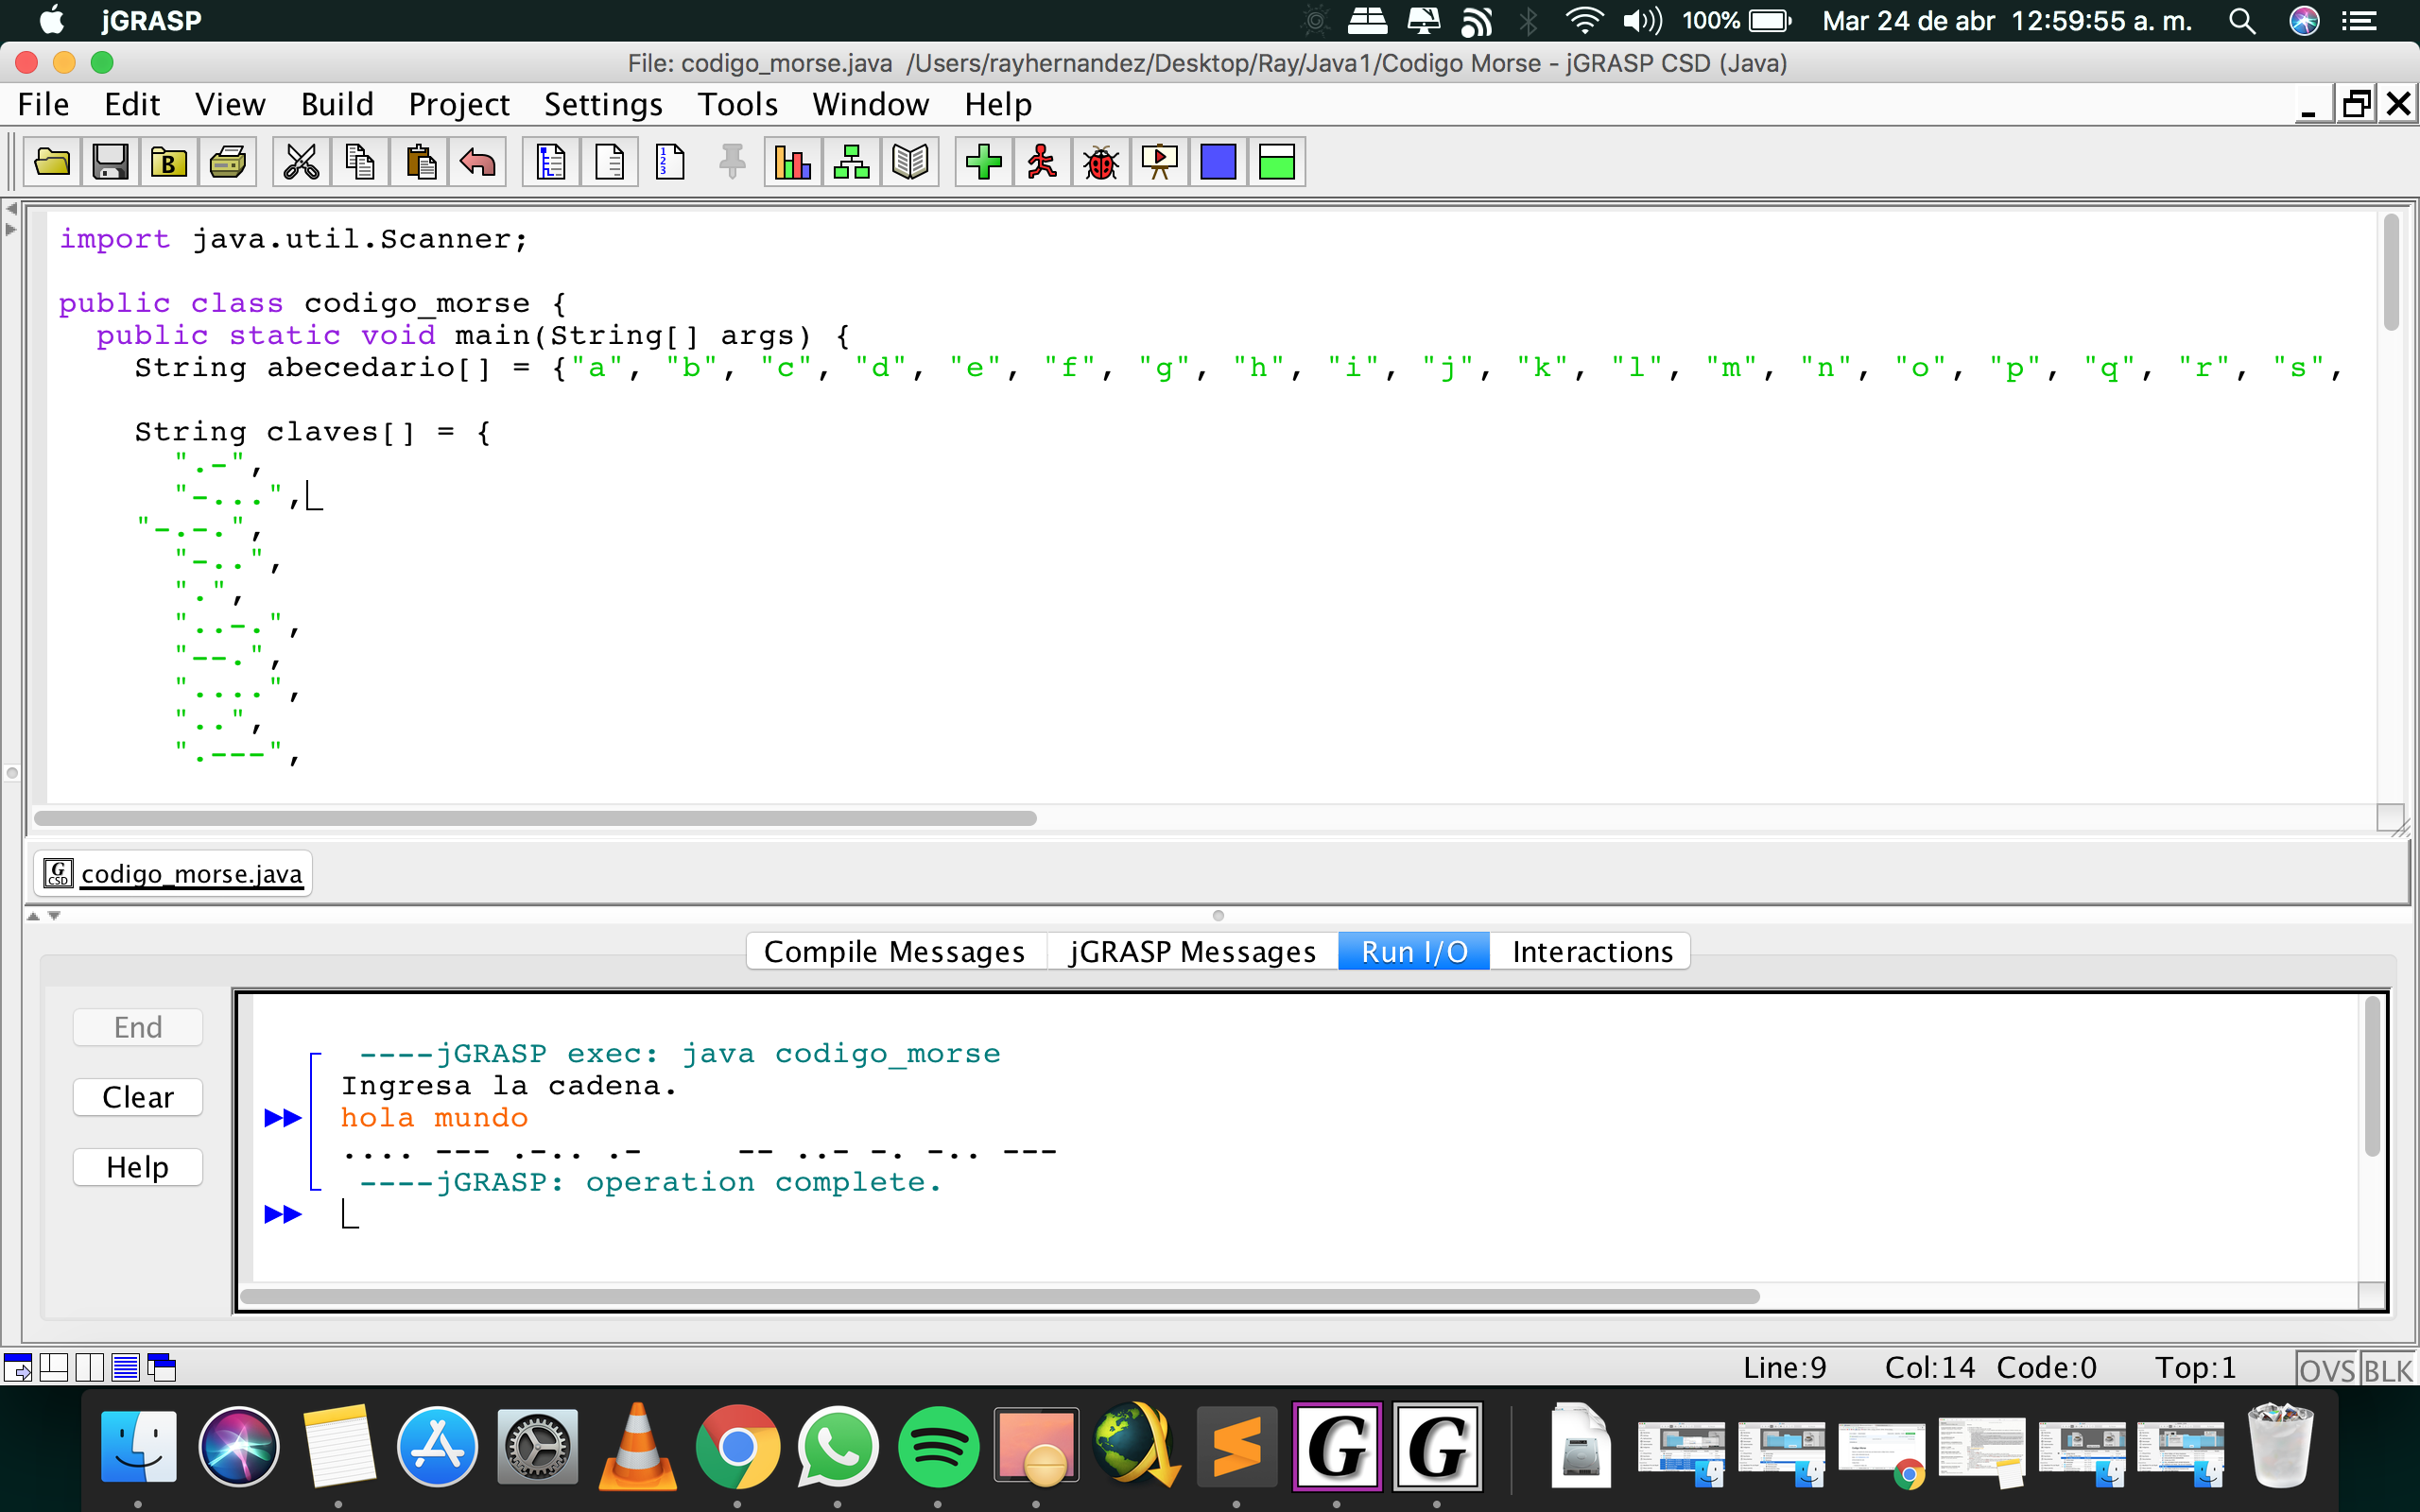 jGRASP 100% Mar 24 de abr 12:59:55 a. m.
File: codigo_morse.java /Users/rayhernandez/Desktop/Ray/Java1/Codigo Morse - jGRASP CSD (Java)
File Edit View Build Project Settings Tools Window Help
import java.util.Scanner;
public class codigo_morse {
public static void main(String[] args) {
String abecedario[] = {"a", "b", "c", "d", "e", "f", "g", "h", "i", "j", "k", "l", "m", "n", "o", "p", "q", "r", "s",
String claves[] = {
".-",
"-...",
"-.-.",
"-..",
".",
"..-.",
"--.",
"....",
"..",
".---",
codigo_morse.java
Compile Messages jGRASP Messages Run I/O Interactions
End
Clear
Help
----jGRASP exec: java codigo_morse
Ingresa la cadena.
hola mundo
.... --- .-.. .-     -- ..- -. -.. ---
----jGRASP: operation complete.
Line:9 Col:14 Code:0 Top:1 OVS BLK